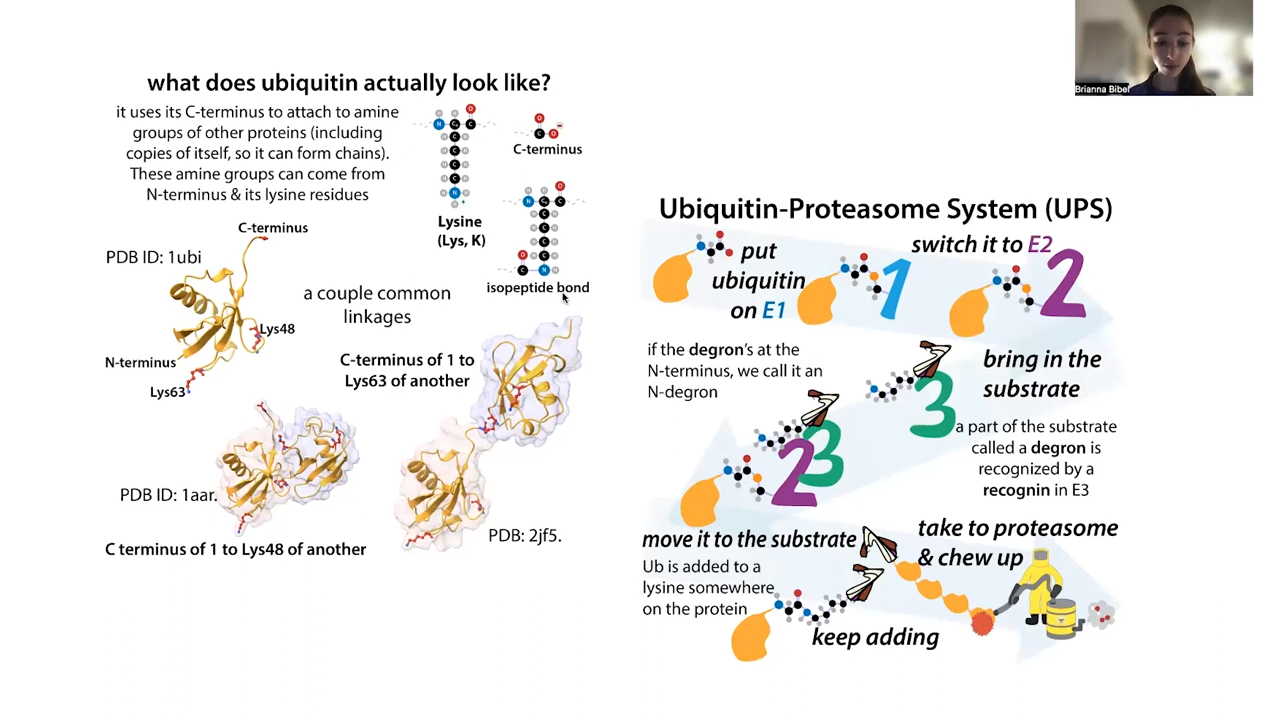 Brianna Bibel
what does ubiquitin actually look like?
it uses its C-terminus to attach to amine
groups of other proteins (including
copies of itself, so it can form chains).
These amine groups can come from
N-terminus & its lysine residues
C-terminus
Lysine
(Lys, K)
isopeptide bond
C-terminus
PDB ID: 1ubi
Lys48
N-terminus
Lys63
a couple common
linkages
C-terminus of 1 to
Lys63 of another
PDB ID: 1aar.
PDB: 2jf5.
C terminus of 1 to Lys48 of another
Ubiquitin-Proteasome System (UPS)
put
ubiquitin
on E1
1
switch it to E2
2
if the degron's at the
N-terminus, we call it an
N-degron
3
bring in the
substrate
a part of the substrate
called a degron is
recognized by a
recognin in E3
2
3
move it to the substrate
Ub is added to a
lysine somewhere
on the protein
keep adding
take to proteasome
& chew up